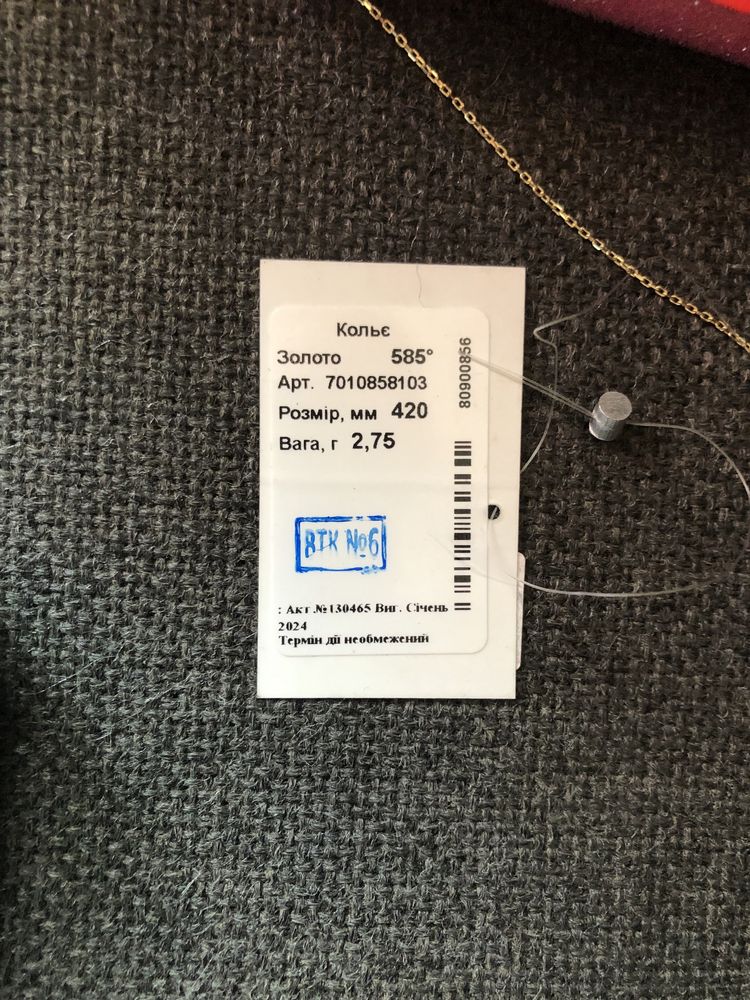 Кольє
Золото 585°
Арт. 7010858103
Розмір, мм 420
Вага, г 2,75
80900856
ВТК №6
: Акт №130465 Виг. Січень
2024
Термін дії необмежений